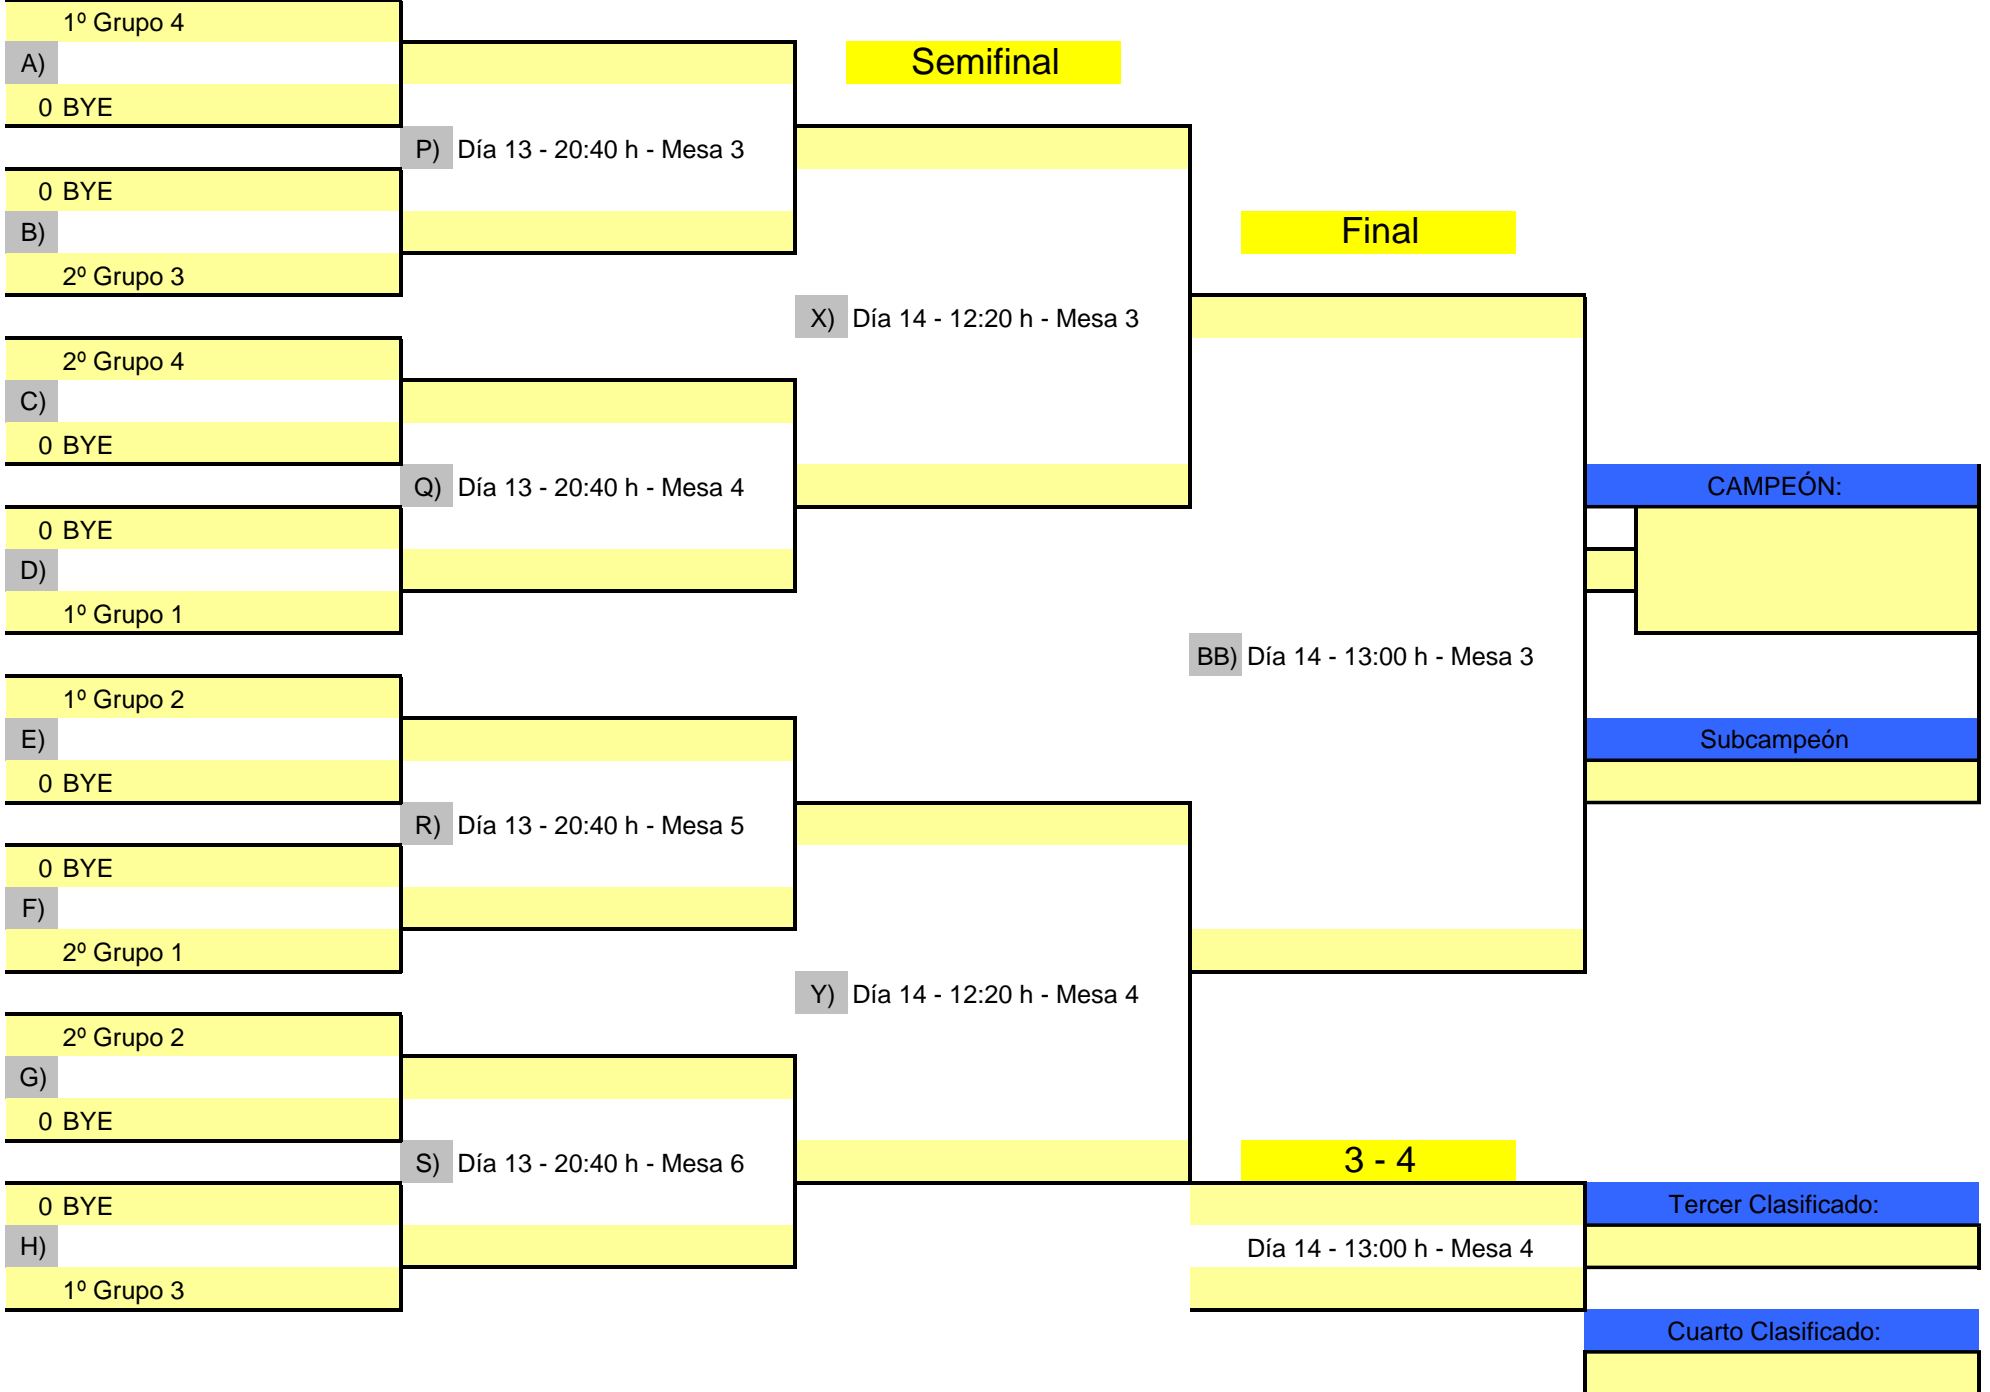 1º Grupo 4
A)
Semifinal
0 BYE
P) Día 13 - 20:40 h - Mesa 3
0 BYE
B)
Final
2º Grupo 3
X) Día 14 - 12:20 h - Mesa 3
2º Grupo 4
C)
0 BYE
Q) Día 13 - 20:40 h - Mesa 4
CAMPEÓN:
0 BYE
D)
1º Grupo 1
BB) Día 14 - 13:00 h - Mesa 3
1º Grupo 2
E)
Subcampeón
0 BYE
R) Día 13 - 20:40 h - Mesa 5
0 BYE
F)
2º Grupo 1
Y) Día 14 - 12:20 h - Mesa 4
2º Grupo 2
G)
0 BYE
S) Día 13 - 20:40 h - Mesa 6
3 - 4
0 BYE
Tercer Clasificado:
H)
Día 14 - 13:00 h - Mesa 4
1º Grupo 3
Cuarto Clasificado: